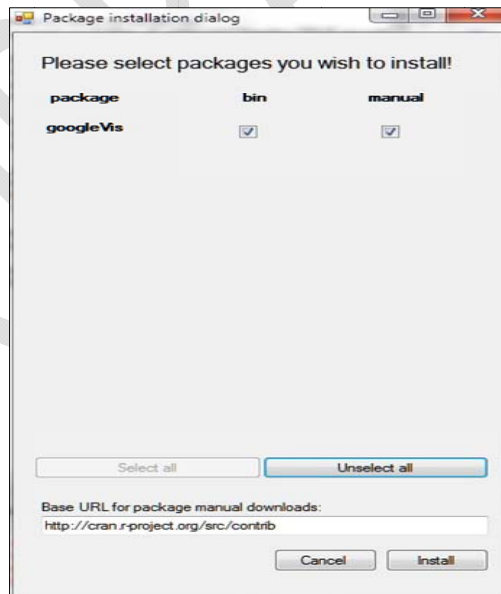 Package installation dialog
Please select packages you wish to install!
package bin manual
googleVis
Select all Unselect all
Base URL for package manual downloads:
http://cran.r-project.org/src/contrib
Cancel Install